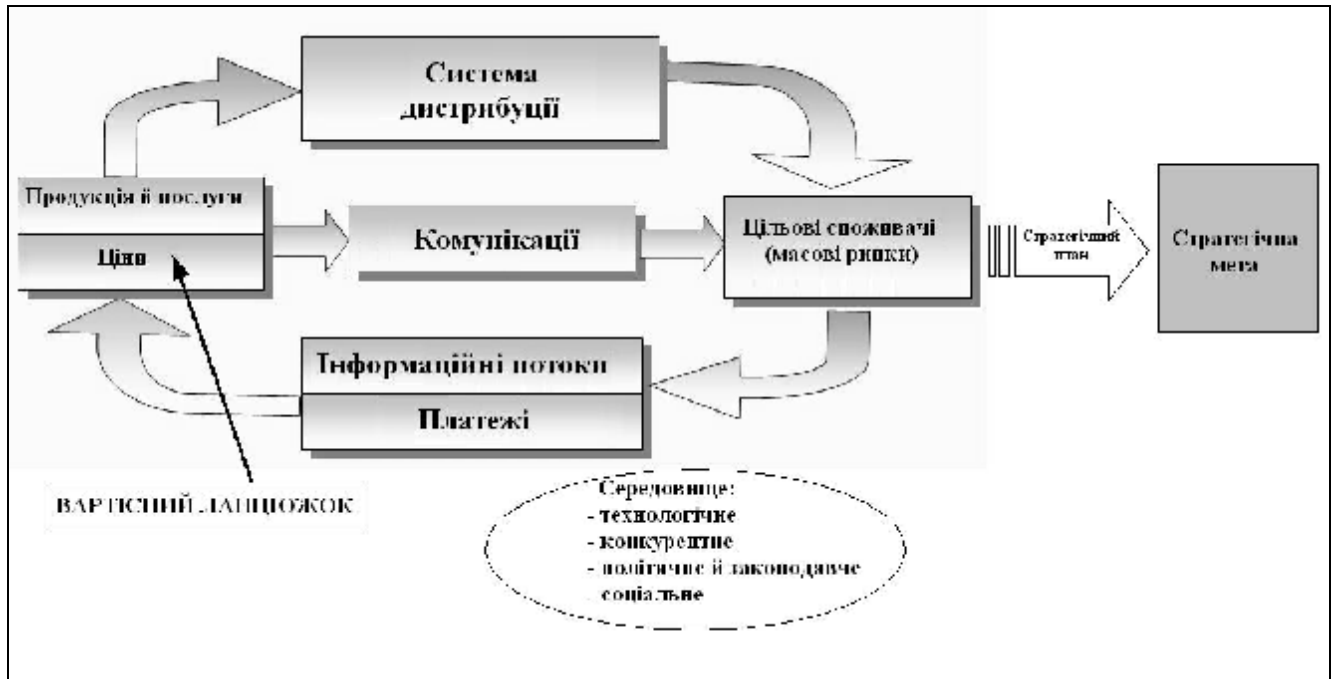 Система
дистрибуції
Продукція й послуги
Ціни
Комунікації
Цільові споживачі
(масові ринки)
Стратегічний
план
Стратегічна
мета
Інформаційні потоки
Платежі
ВАРТІСНИЙ ЛАНЦЮЖОК
Середовище:
- технологічне
- конкурентне
- політичне й законодавче
- соціальне